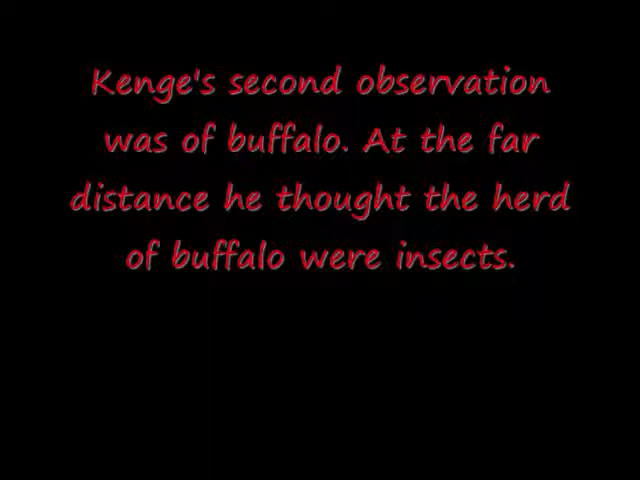 Kenge's second observation
was of buffalo. At the far
distance he thought the herd
of buffalo were insects.